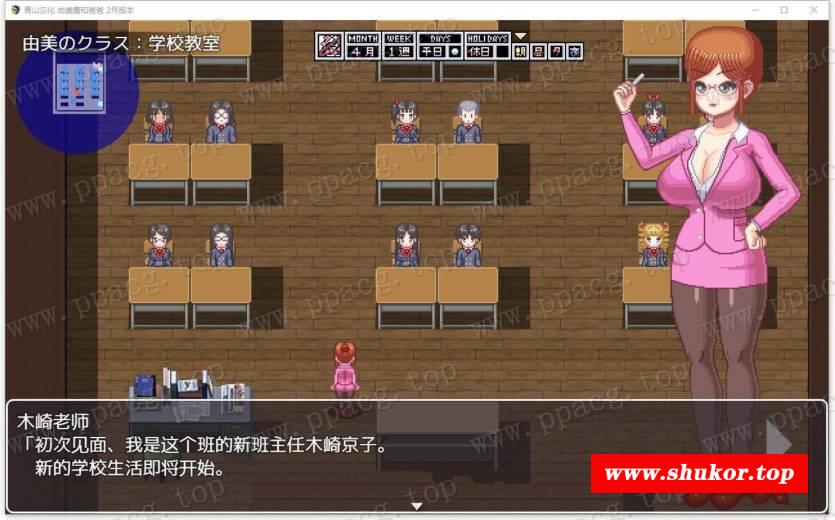 青山汉化 由美露和爸爸 2月版本
由美のクラス：学校教室
MONTH WEEK DAYS HOLIDAYS
4月 1週 平日 休日 朝 昼 夕 夜
木崎老师
「初次见面、我是这个班的新班主任木崎京子。
新的学校生活即将开始。
www.shukor.top
www.ppacg.top